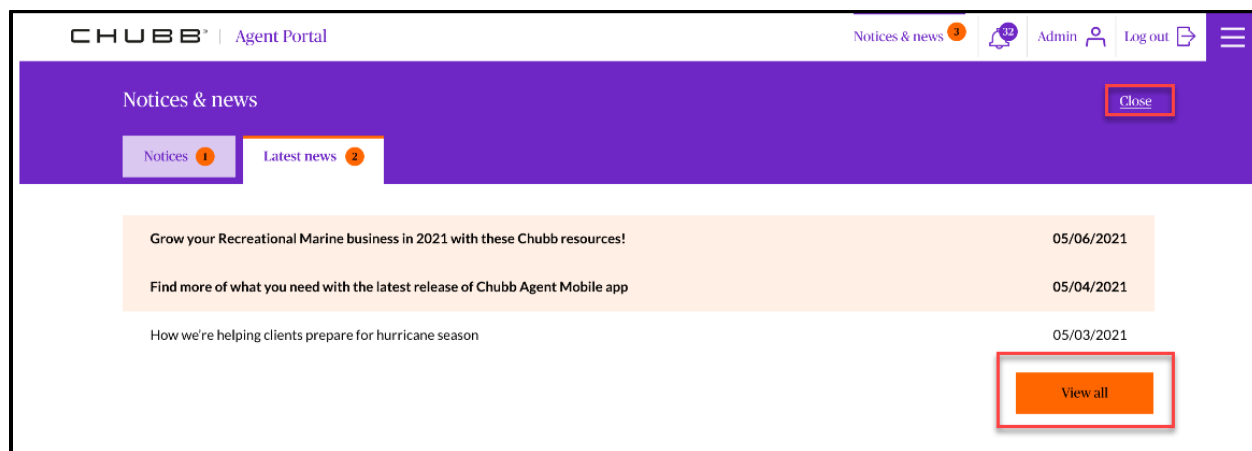 CHUBB® | Agent Portal
Notices & news 3
32
Admin
Log out
Notices & news
Close
Notices 1
Latest news 2
Grow your Recreational Marine business in 2021 with these Chubb resources! 05/06/2021
Find more of what you need with the latest release of Chubb Agent Mobile app 05/04/2021
How we're helping clients prepare for hurricane season 05/03/2021
View all